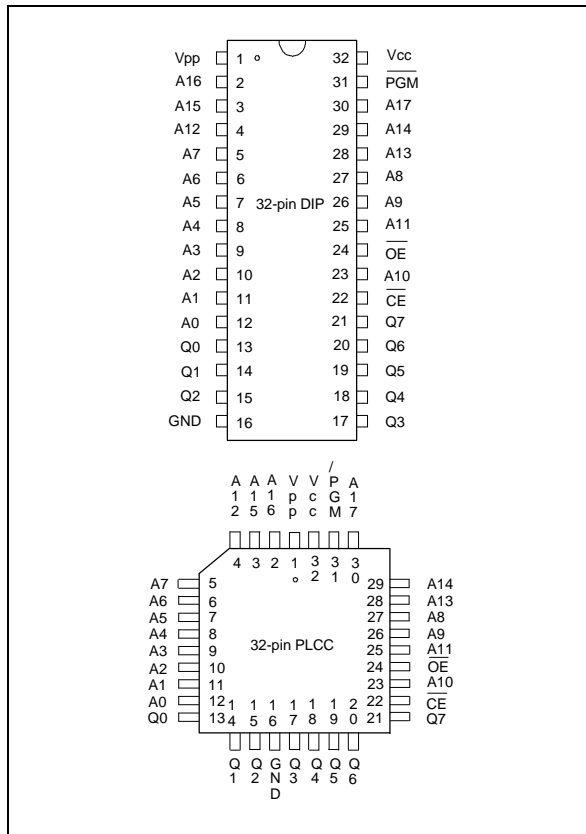 Vpp 1 32 Vcc
A16 2 31 PGM
A15 3 30 A17
A12 4 29 A14
A7 5 28 A13
A6 6 27 A8
A5 7 32-pin DIP 26 A9
A4 8 25 A11
A3 9 24 OE
A2 10 23 A10
A1 11 22 CE
A0 12 21 Q7
Q0 13 20 Q6
Q1 14 19 Q5
Q2 15 18 Q4
GND 16 17 Q3
A12 A15 A16 Vpp Vcc /PGM A17
4 3 2 1 32 31 30
A7 5 29 A14
A6 6 28 A13
A5 7 27 A8
A4 8 26 A9
A3 9 32-pin PLCC 25 A11
A2 10 24 OE
A1 11 23 A10
A0 12 22 CE
Q0 13 21 Q7
14 15 16 17 18 19 20
Q1 Q2 GND Q3 Q4 Q5 Q6